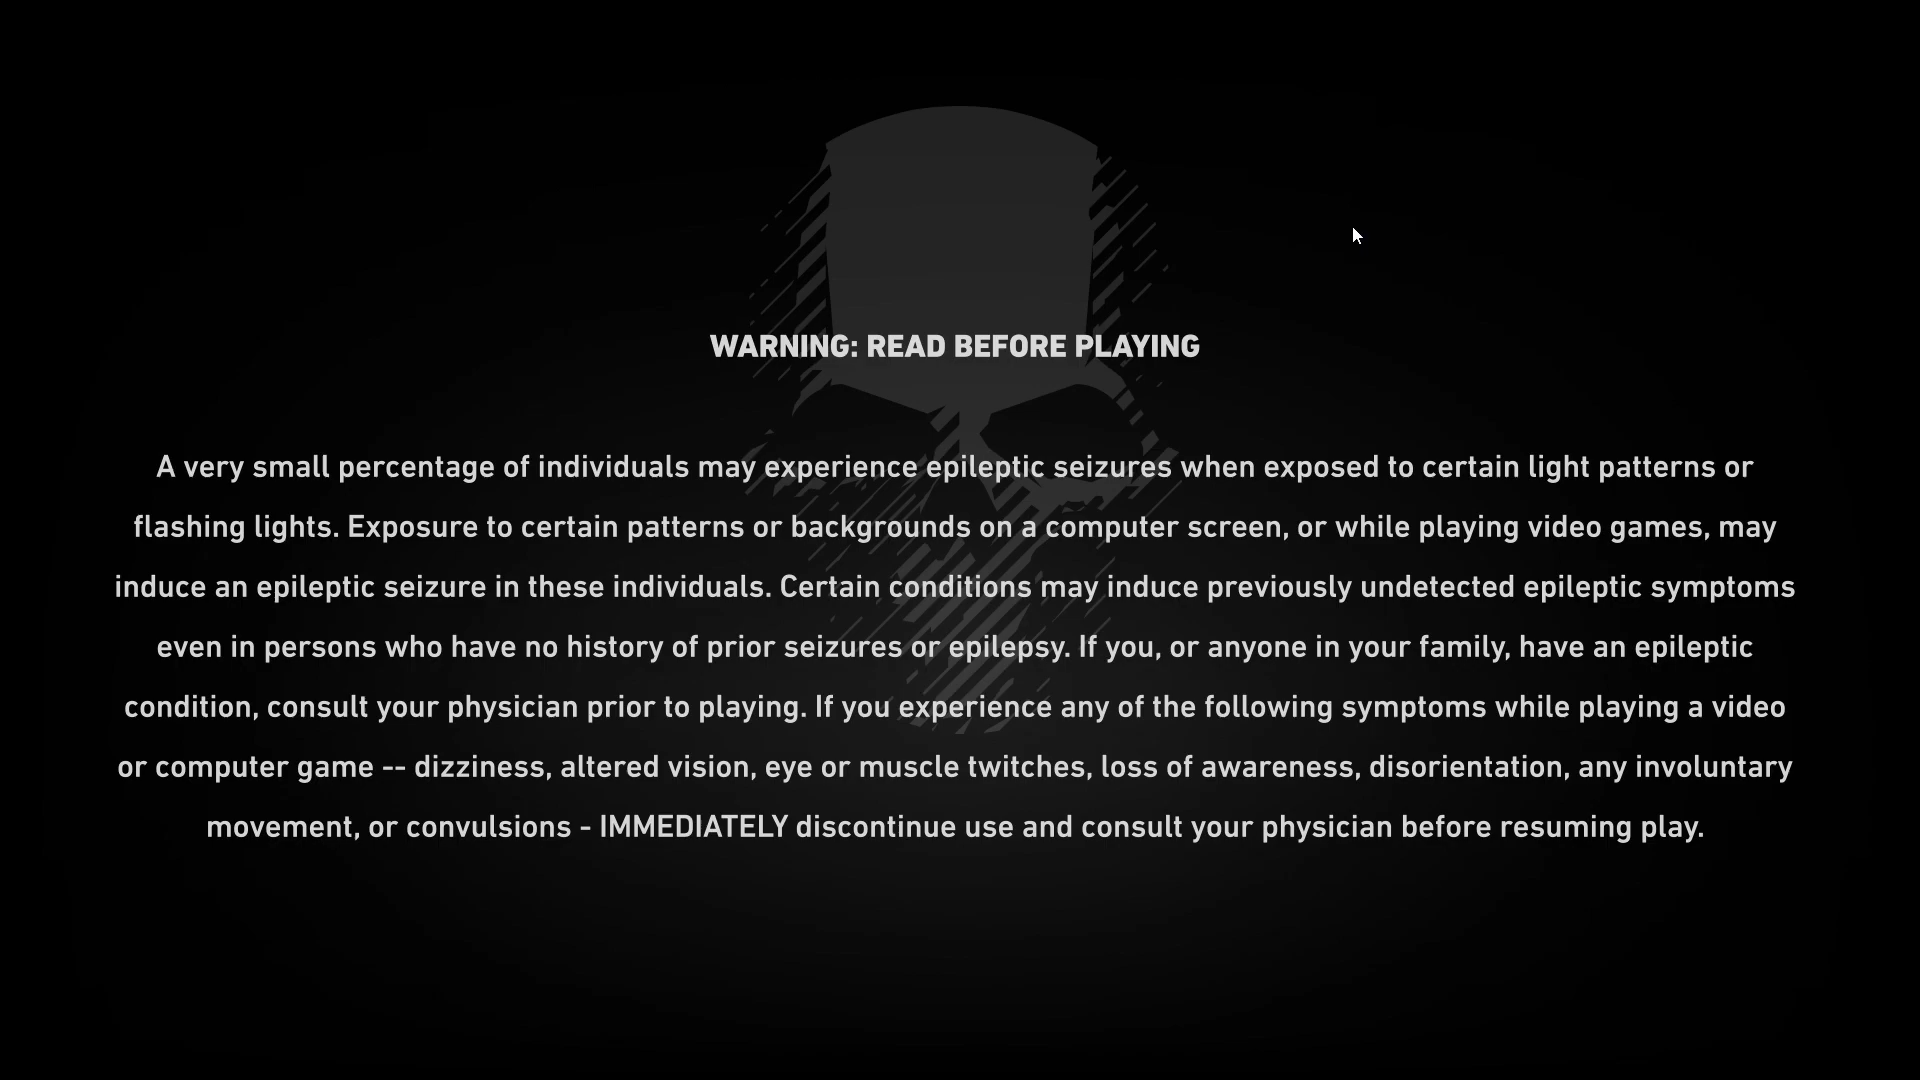 WARNING: READ BEFORE PLAYING
A very small percentage of individuals may experience epileptic seizures when exposed to certain light patterns or
flashing lights. Exposure to certain patterns or backgrounds on a computer screen, or while playing video games, may
induce an epileptic seizure in these individuals. Certain conditions may induce previously undetected epileptic symptoms
even in persons who have no history of prior seizures or epilepsy. If you, or anyone in your family, have an epileptic
condition, consult your physician prior to playing. If you experience any of the following symptoms while playing a video
or computer game -- dizziness, altered vision, eye or muscle twitches, loss of awareness, disorientation, any involuntary
movement, or convulsions - IMMEDIATELY discontinue use and consult your physician before resuming play.